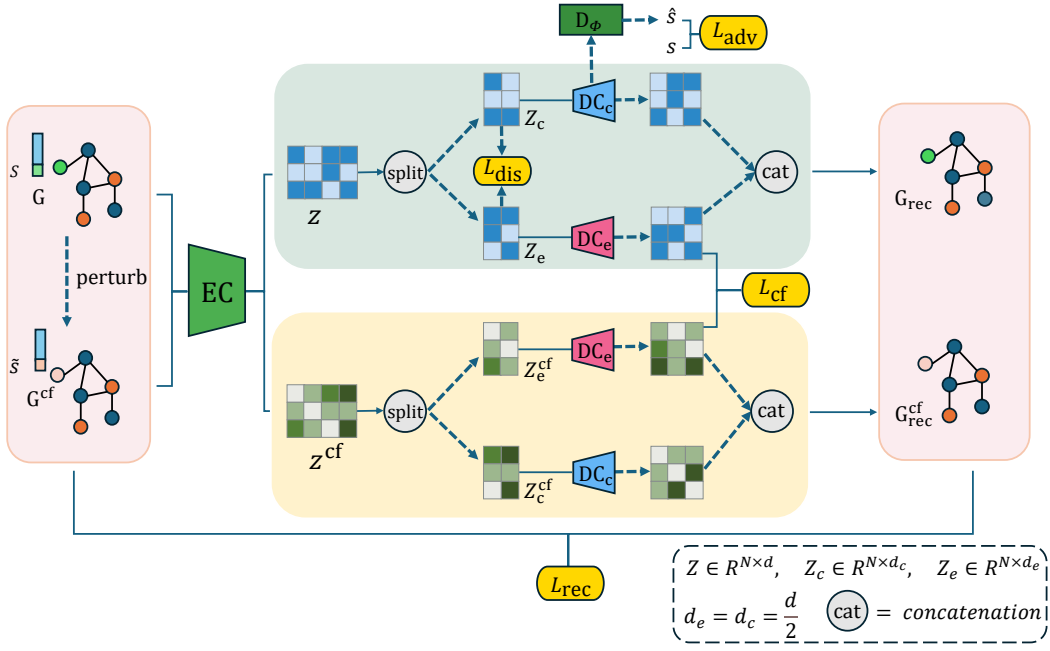 D_Φ
ŝ
s
L_adv
S
G
perturb
s̃
G^cf
EC
Z
split
Z_c
L_dis
Z_e
DC_c
DC_e
cat
G_rec
L_cf
Z^cf
split
Z_e^cf
Z_c^cf
DC_e
DC_c
cat
G_rec^cf
L_rec
Z ∈ R^{N×d}, Z_c ∈ R^{N×d_c}, Z_e ∈ R^{N×d_e}
d_e = d_c = d/2 cat = concatenation